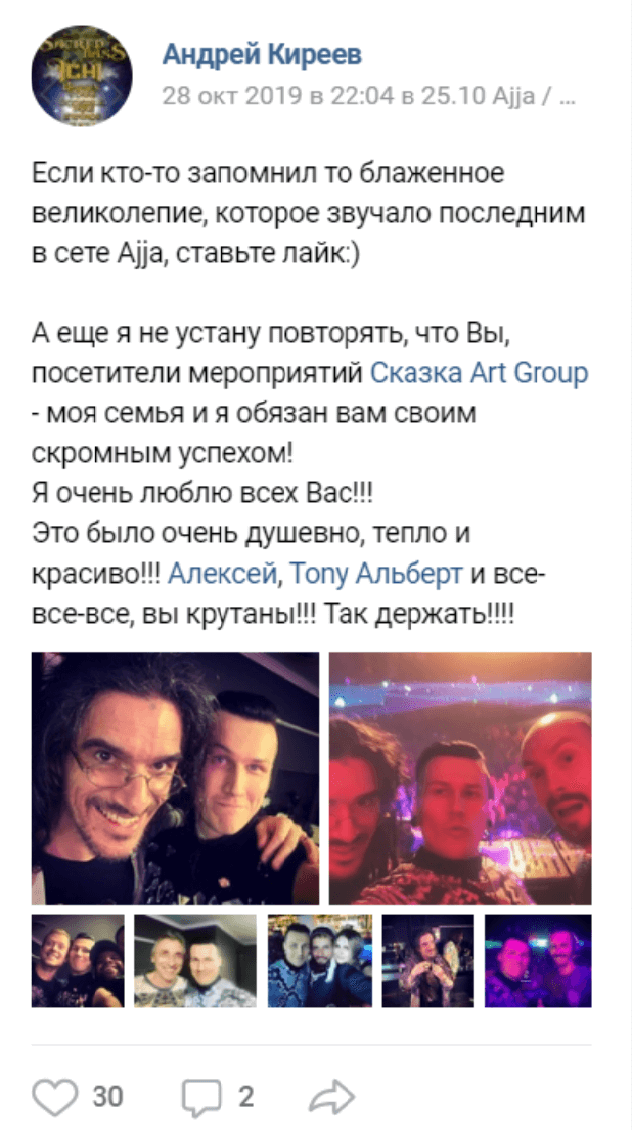 Андрей Киреев
28 окт 2019 в 22:04 в 25.10 Ajja / ...
Если кто-то запомнил то блаженное
великолепие, которое звучало последним
в сете Ajja, ставьте лайк:)
А еще я не устану повторять, что Вы,
посетители мероприятий Сказка Art Group
- моя семья и я обязан вам своим
скромным успехом!
Я очень люблю всех Вас!!!
Это было очень душевно, тепло и
красиво!!! Алексей, Tony Альберт и все-
все-все, вы крутаны!!! Так держать!!!!
30
2